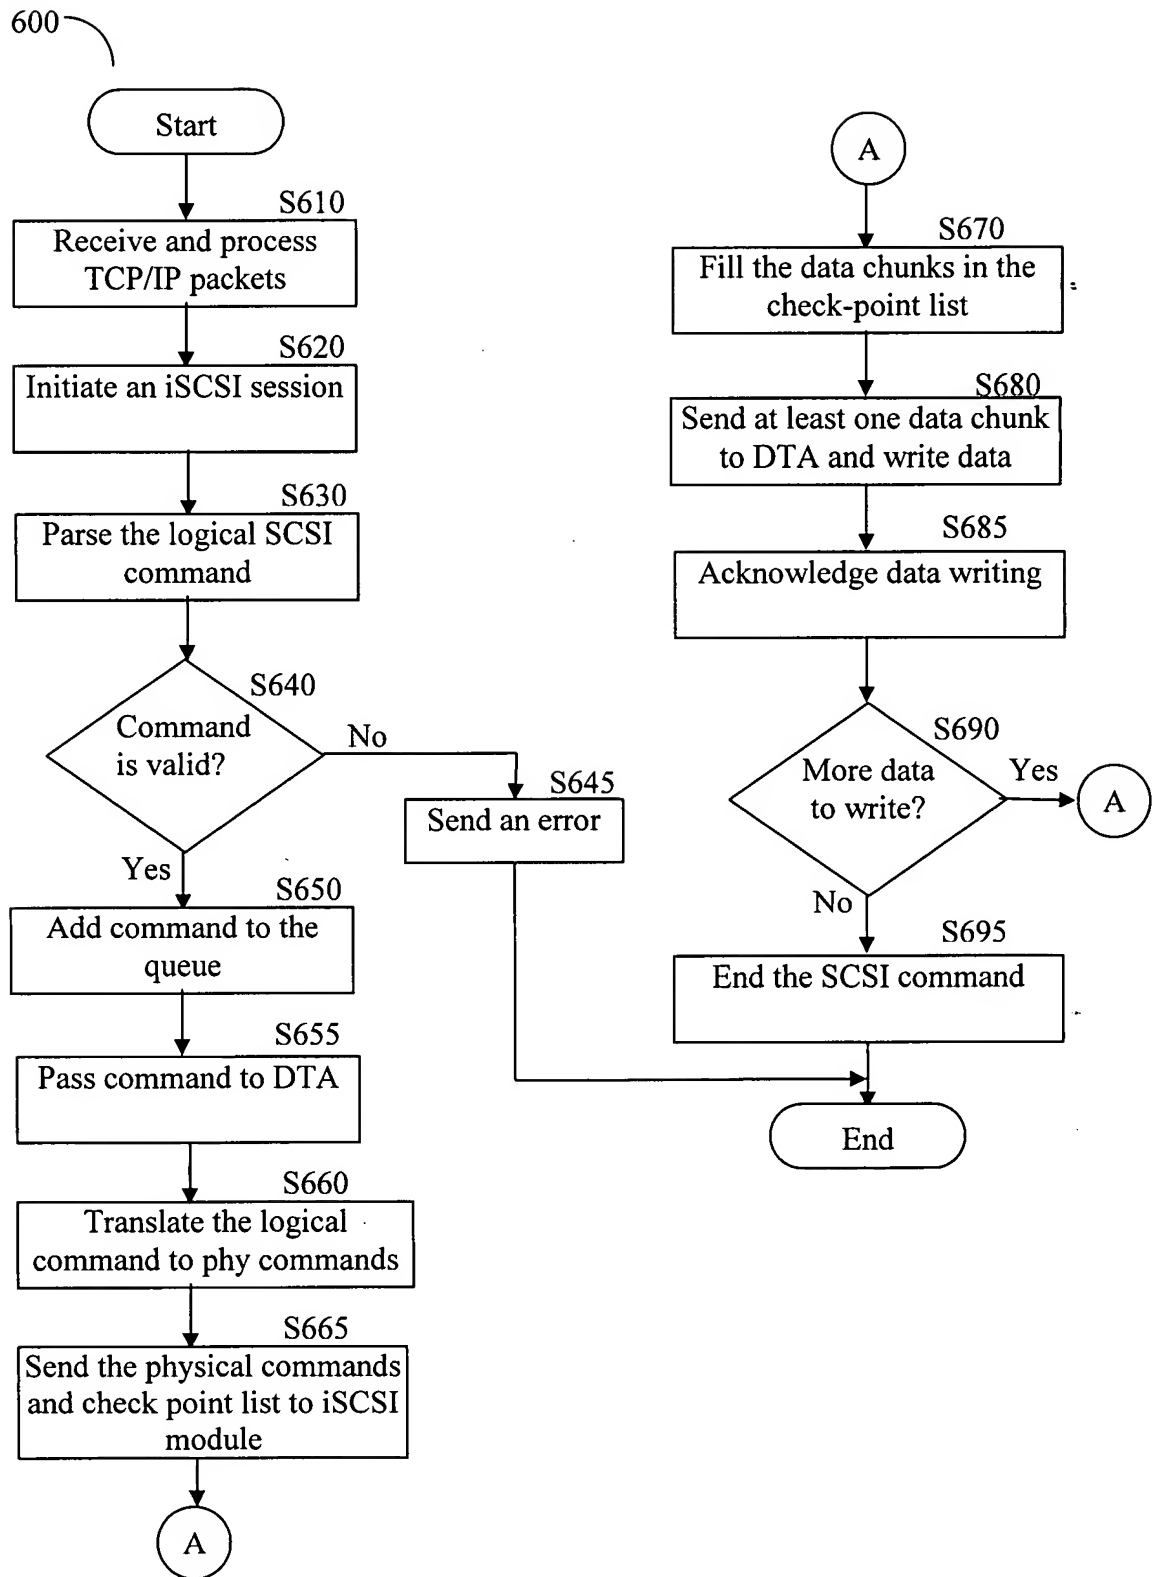 600
Start
S610
Receive and process
TCP/IP packets
S620
Initiate an iSCSI session
S630
Parse the logical SCSI
command
S640
Command
is valid?
No
S645
Send an error
Yes
S650
Add command to the
queue
S655
Pass command to DTA
S660
Translate the logical
command to phy commands
S665
Send the physical commands
and check point list to iSCSI
module
A
A
S670
Fill the data chunks in the
check-point list
S680
Send at least one data chunk
to DTA and write data
S685
Acknowledge data writing
S690
More data
to write?
Yes
A
No
S695
End the SCSI command
End